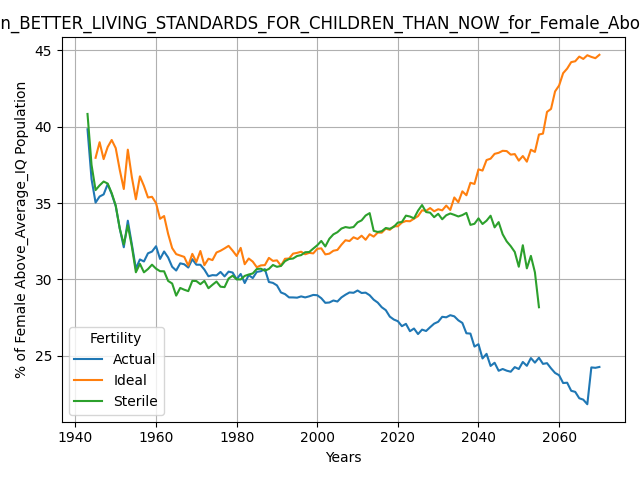 n_BETTER_LIVING_STANDARDS_FOR_CHILDREN_THAN_NOW_for_Female_Abo
% of Female Above_Average_IQ Population
45
40
35
30
25
Fertility
Actual
Ideal
Sterile
1940 1960 1980 2000 2020 2040 2060
Years